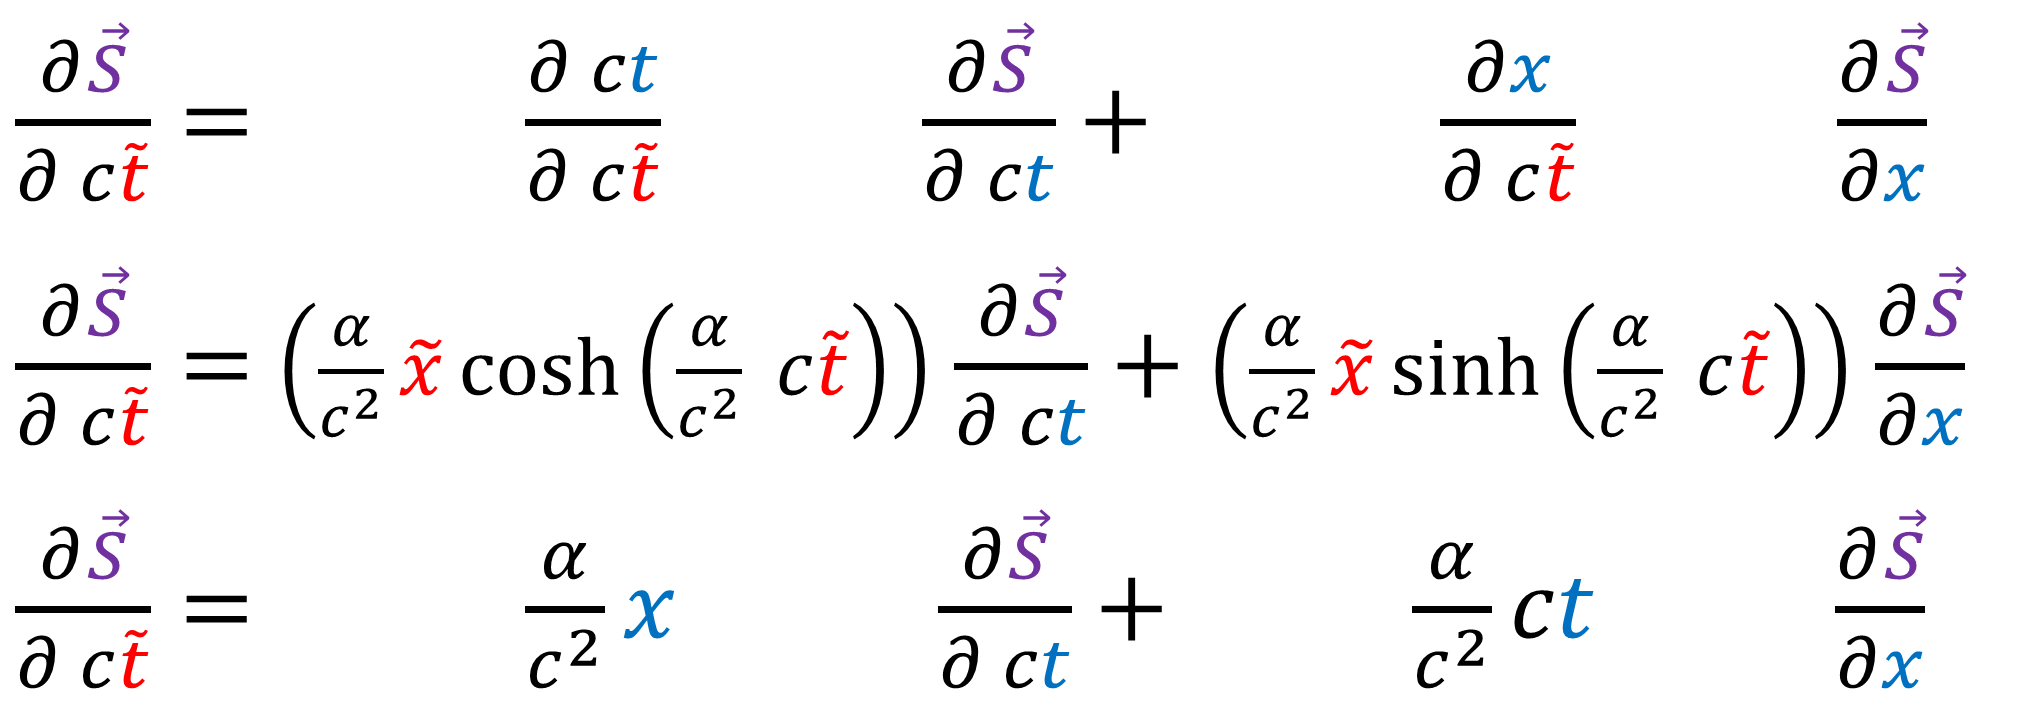 ∂s⃗/∂ ct̃ = ∂ ct/∂ ct̃ ∂s⃗/∂ ct + ∂x/∂ ct̃ ∂s⃗/∂x
∂s⃗/∂ ct̃ = (α/c² x̃ cosh(α/c² ct̃)) ∂s⃗/∂ ct + (α/c² x̃ sinh(α/c² ct̃)) ∂s⃗/∂x
∂s⃗/∂ ct̃ = α/c² x ∂s⃗/∂ ct + α/c² ct ∂s⃗/∂x